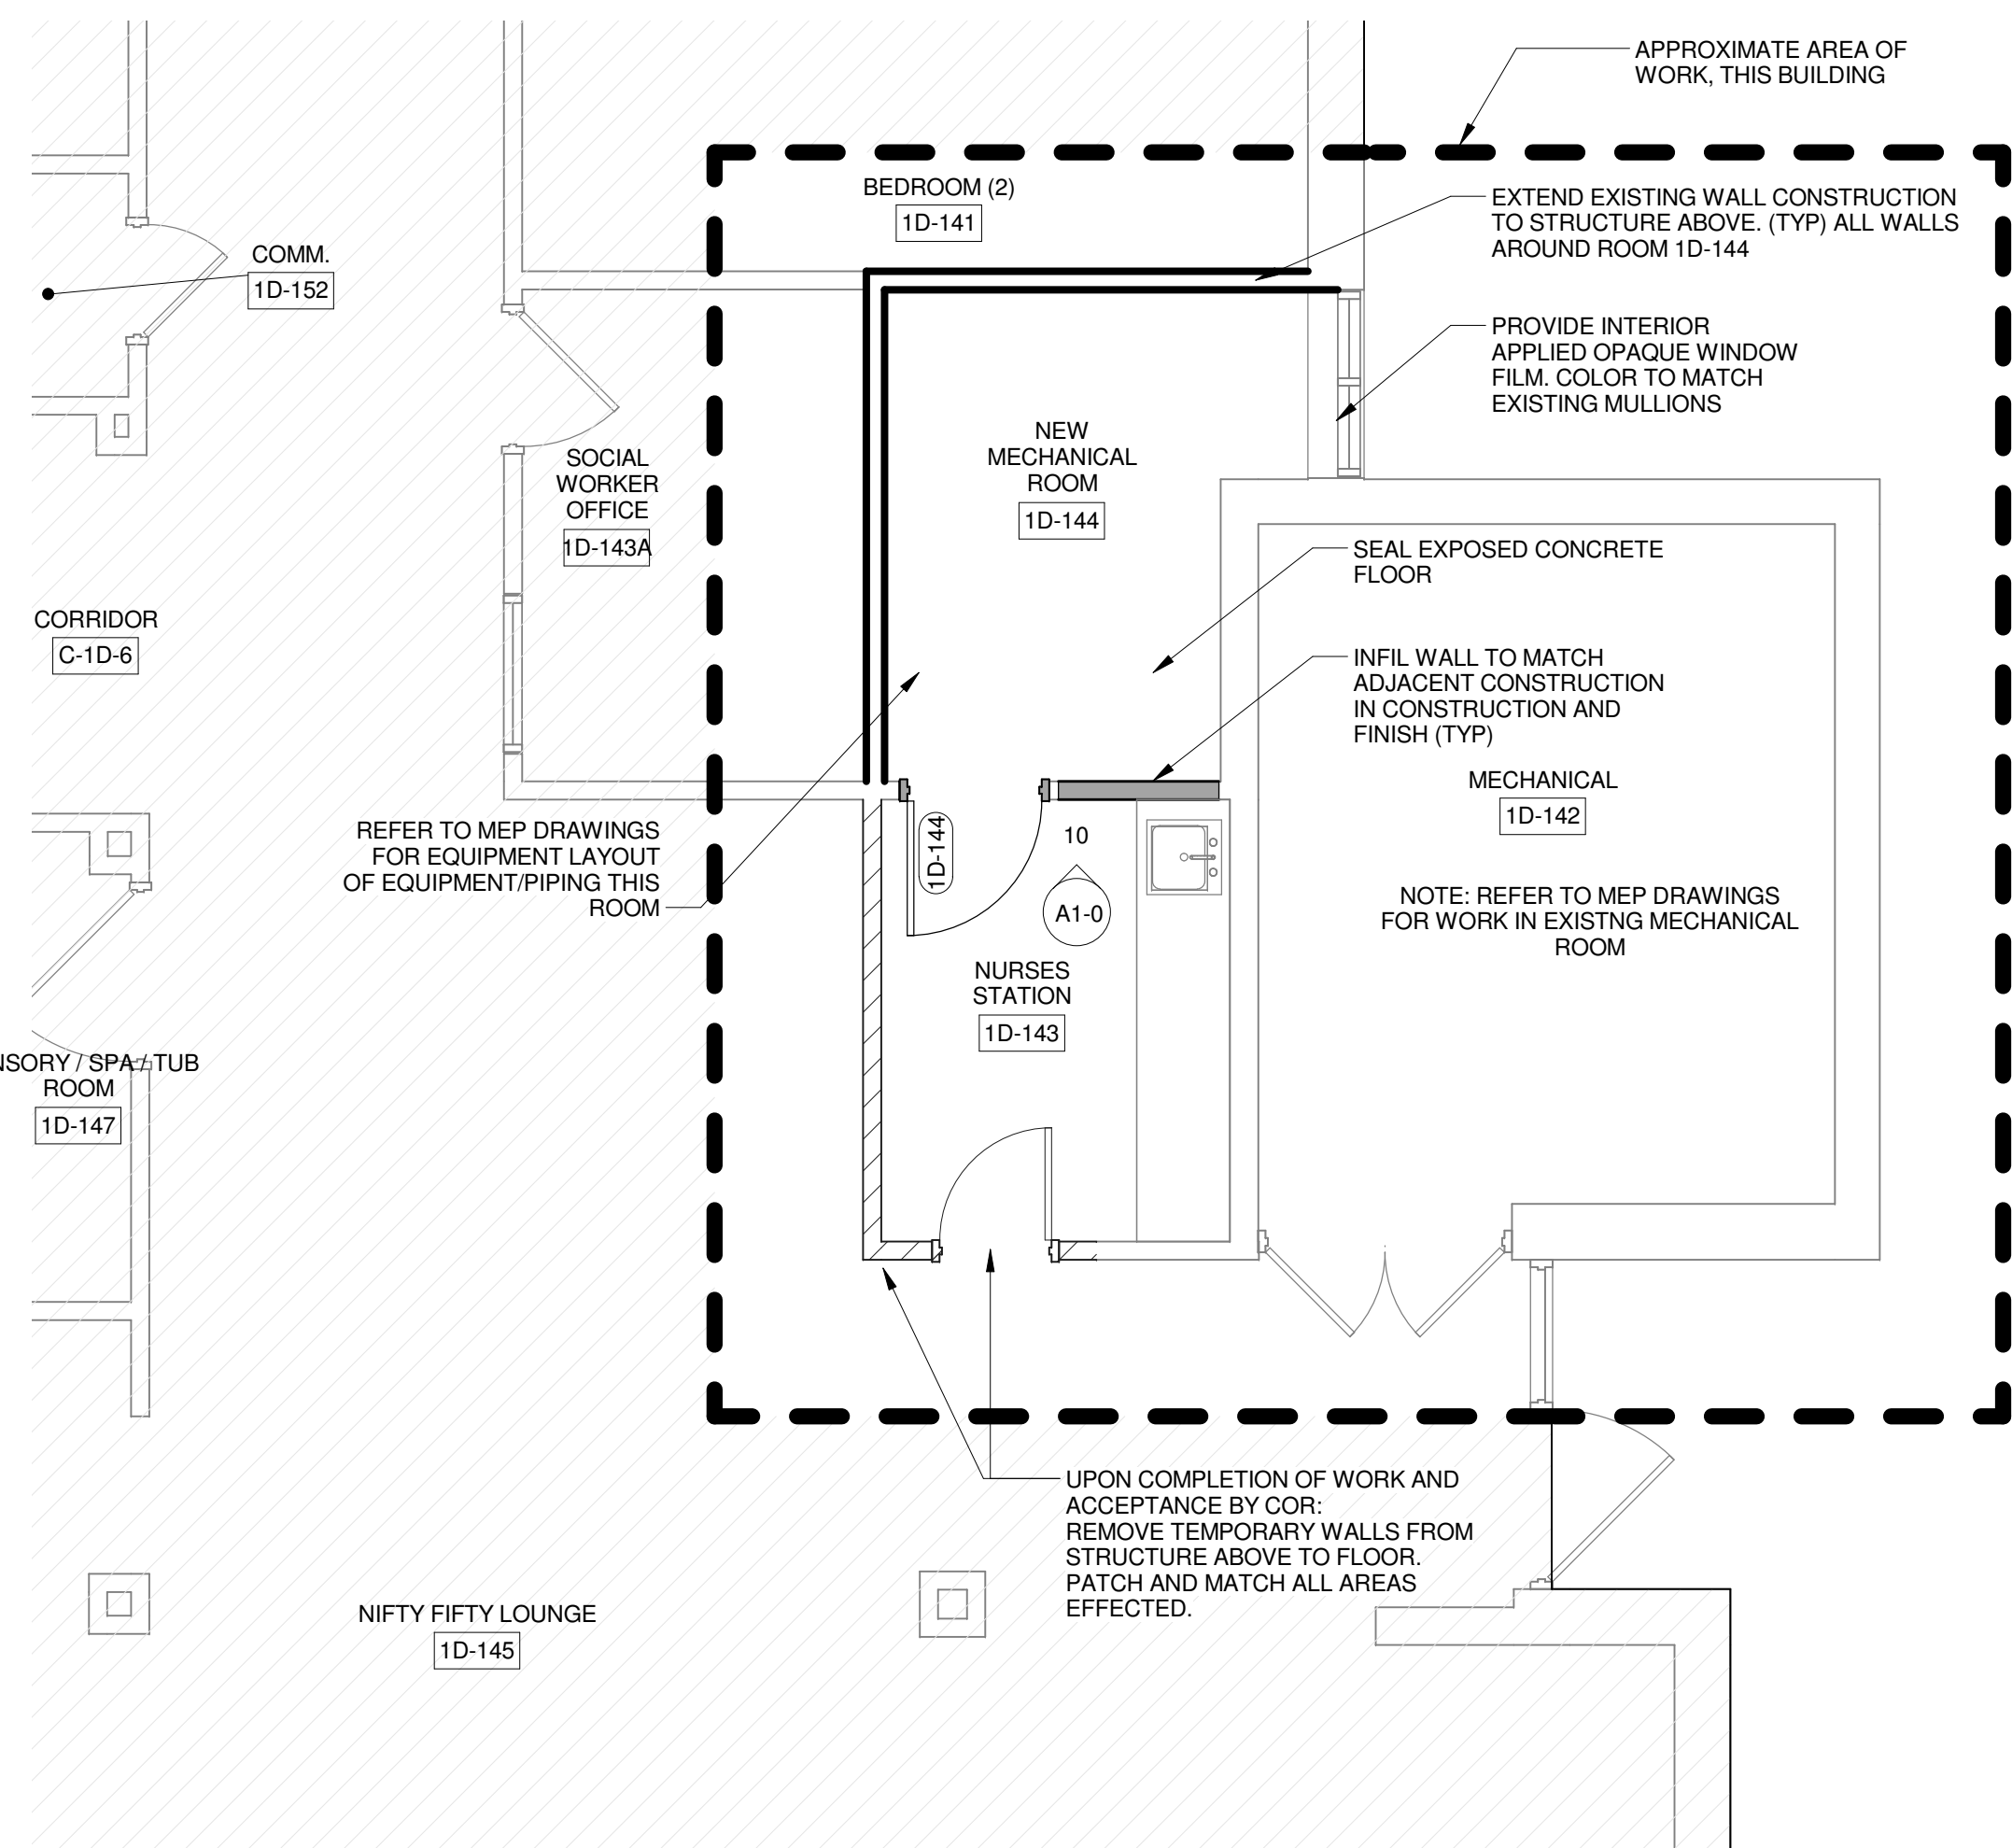 APPROXIMATE AREA OF
WORK, THIS BUILDING
BEDROOM (2)
1D-141
EXTEND EXISTING WALL CONSTRUCTION
TO STRUCTURE ABOVE. (TYP) ALL WALLS
AROUND ROOM 1D-144
COMM.
1D-152
PROVIDE INTERIOR
APPLIED OPAQUE WINDOW
FILM. COLOR TO MATCH
EXISTING MULLIONS
NEW
MECHANICAL
ROOM
1D-144
SOCIAL
WORKER
OFFICE
1D-143A
SEAL EXPOSED CONCRETE
FLOOR
CORRIDOR
C-1D-6
INFIL WALL TO MATCH
ADJACENT CONSTRUCTION
IN CONSTRUCTION AND
FINISH (TYP)
MECHANICAL
1D-142
REFER TO MEP DRAWINGS
FOR EQUIPMENT LAYOUT
OF EQUIPMENT/PIPING THIS
ROOM
1D-144
10
A1-0
NOTE: REFER TO MEP DRAWINGS
FOR WORK IN EXISTNG MECHANICAL
ROOM
NURSES
STATION
1D-143
NSORY / SPA / TUB
ROOM
1D-147
UPON COMPLETION OF WORK AND
ACCEPTANCE BY COR:
REMOVE TEMPORARY WALLS FROM
STRUCTURE ABOVE TO FLOOR.
PATCH AND MATCH ALL AREAS
EFFECTED.
NIFTY FIFTY LOUNGE
1D-145